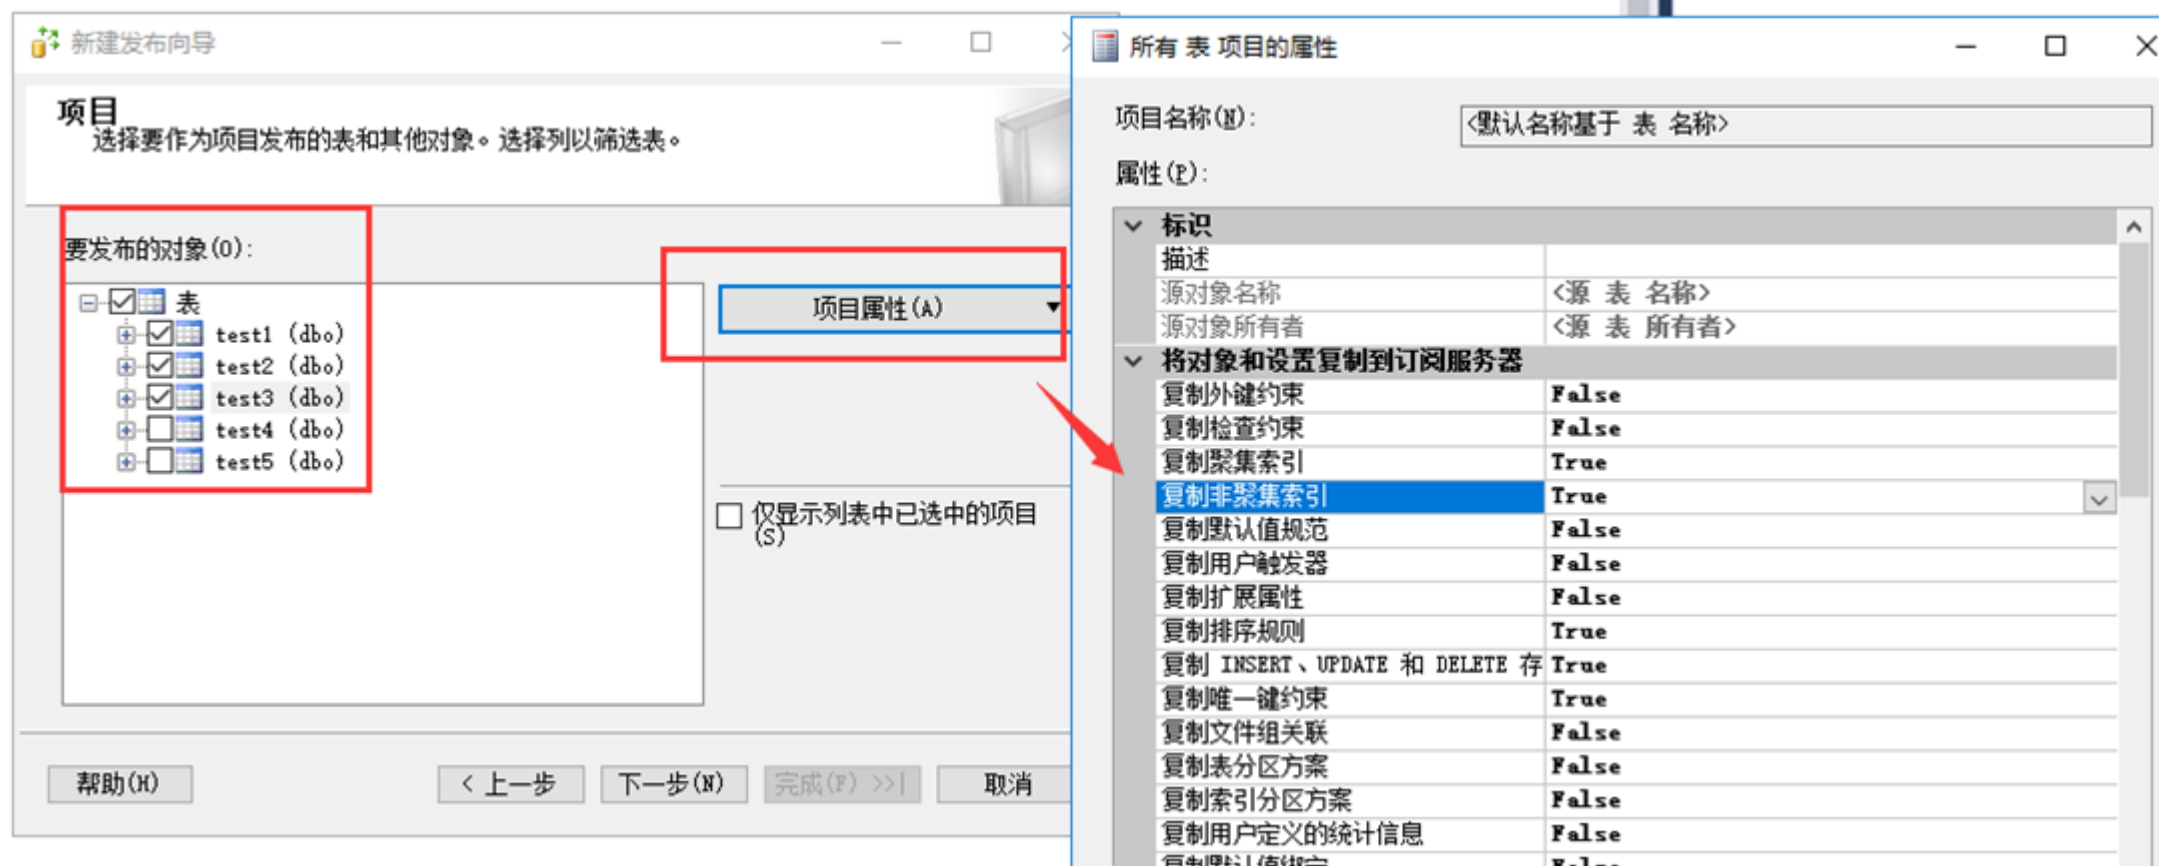 新建发布向导
项目
选择要作为项目发布的表和其他对象。选择列以筛选表。
要发布的对象(O):
表
test1 (dbo)
test2 (dbo)
test3 (dbo)
test4 (dbo)
test5 (dbo)
项目属性(A)
仅显示列表中已选中的项目
(S)
帮助(H)
< 上一步
下一步(N)
完成(F) >>|
取消
所有 表 项目的属性
项目名称(N):
<默认名称基于 表 名称>
属性(P):
标识
描述
源对象名称 <源 表 名称>
源对象所有者 <源 表 所有者>
将对象和设置复制到订阅服务器
复制外键约束 False
复制检查约束 False
复制聚集索引 True
复制非聚集索引 True
复制默认值规范 False
复制用户触发器 False
复制扩展属性 False
复制排序规则 True
复制 INSERT、UPDATE 和 DELETE 存 True
复制唯一键约束 True
复制文件组关联 False
复制表分区方案 False
复制索引分区方案 False
复制用户定义的统计信息 False
复制默认值绑定 False